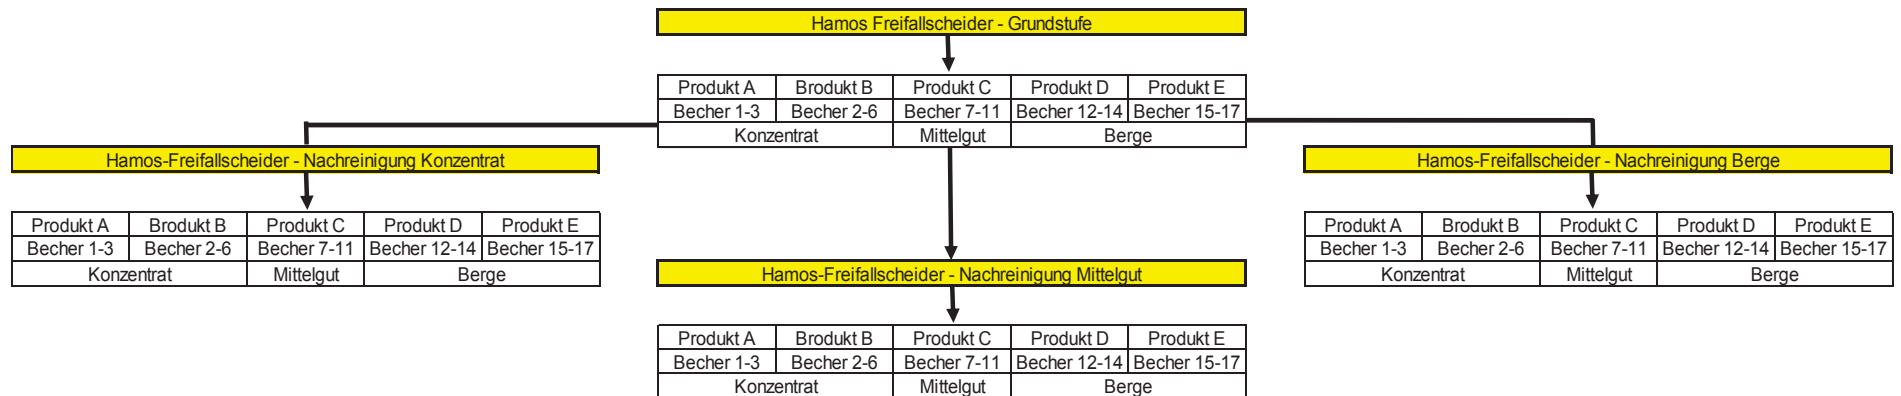 Hamos Freifallscheider - Grundstufe
Produkt A Brodukt B Produkt C Produkt D Produkt E
Becher 1-3 Becher 2-6 Becher 7-11 Becher 12-14 Becher 15-17
Konzentrat Mittelgut Berge
Hamos-Freifallscheider - Nachreinigung Konzentrat
Produkt A Brodukt B Produkt C Produkt D Produkt E
Becher 1-3 Becher 2-6 Becher 7-11 Becher 12-14 Becher 15-17
Konzentrat Mittelgut Berge
Hamos-Freifallscheider - Nachreinigung Mittelgut
Produkt A Brodukt B Produkt C Produkt D Produkt E
Becher 1-3 Becher 2-6 Becher 7-11 Becher 12-14 Becher 15-17
Konzentrat Mittelgut Berge
Hamos-Freifallscheider - Nachreinigung Berge
Produkt A Brodukt B Produkt C Produkt D Produkt E
Becher 1-3 Becher 2-6 Becher 7-11 Becher 12-14 Becher 15-17
Konzentrat Mittelgut Berge